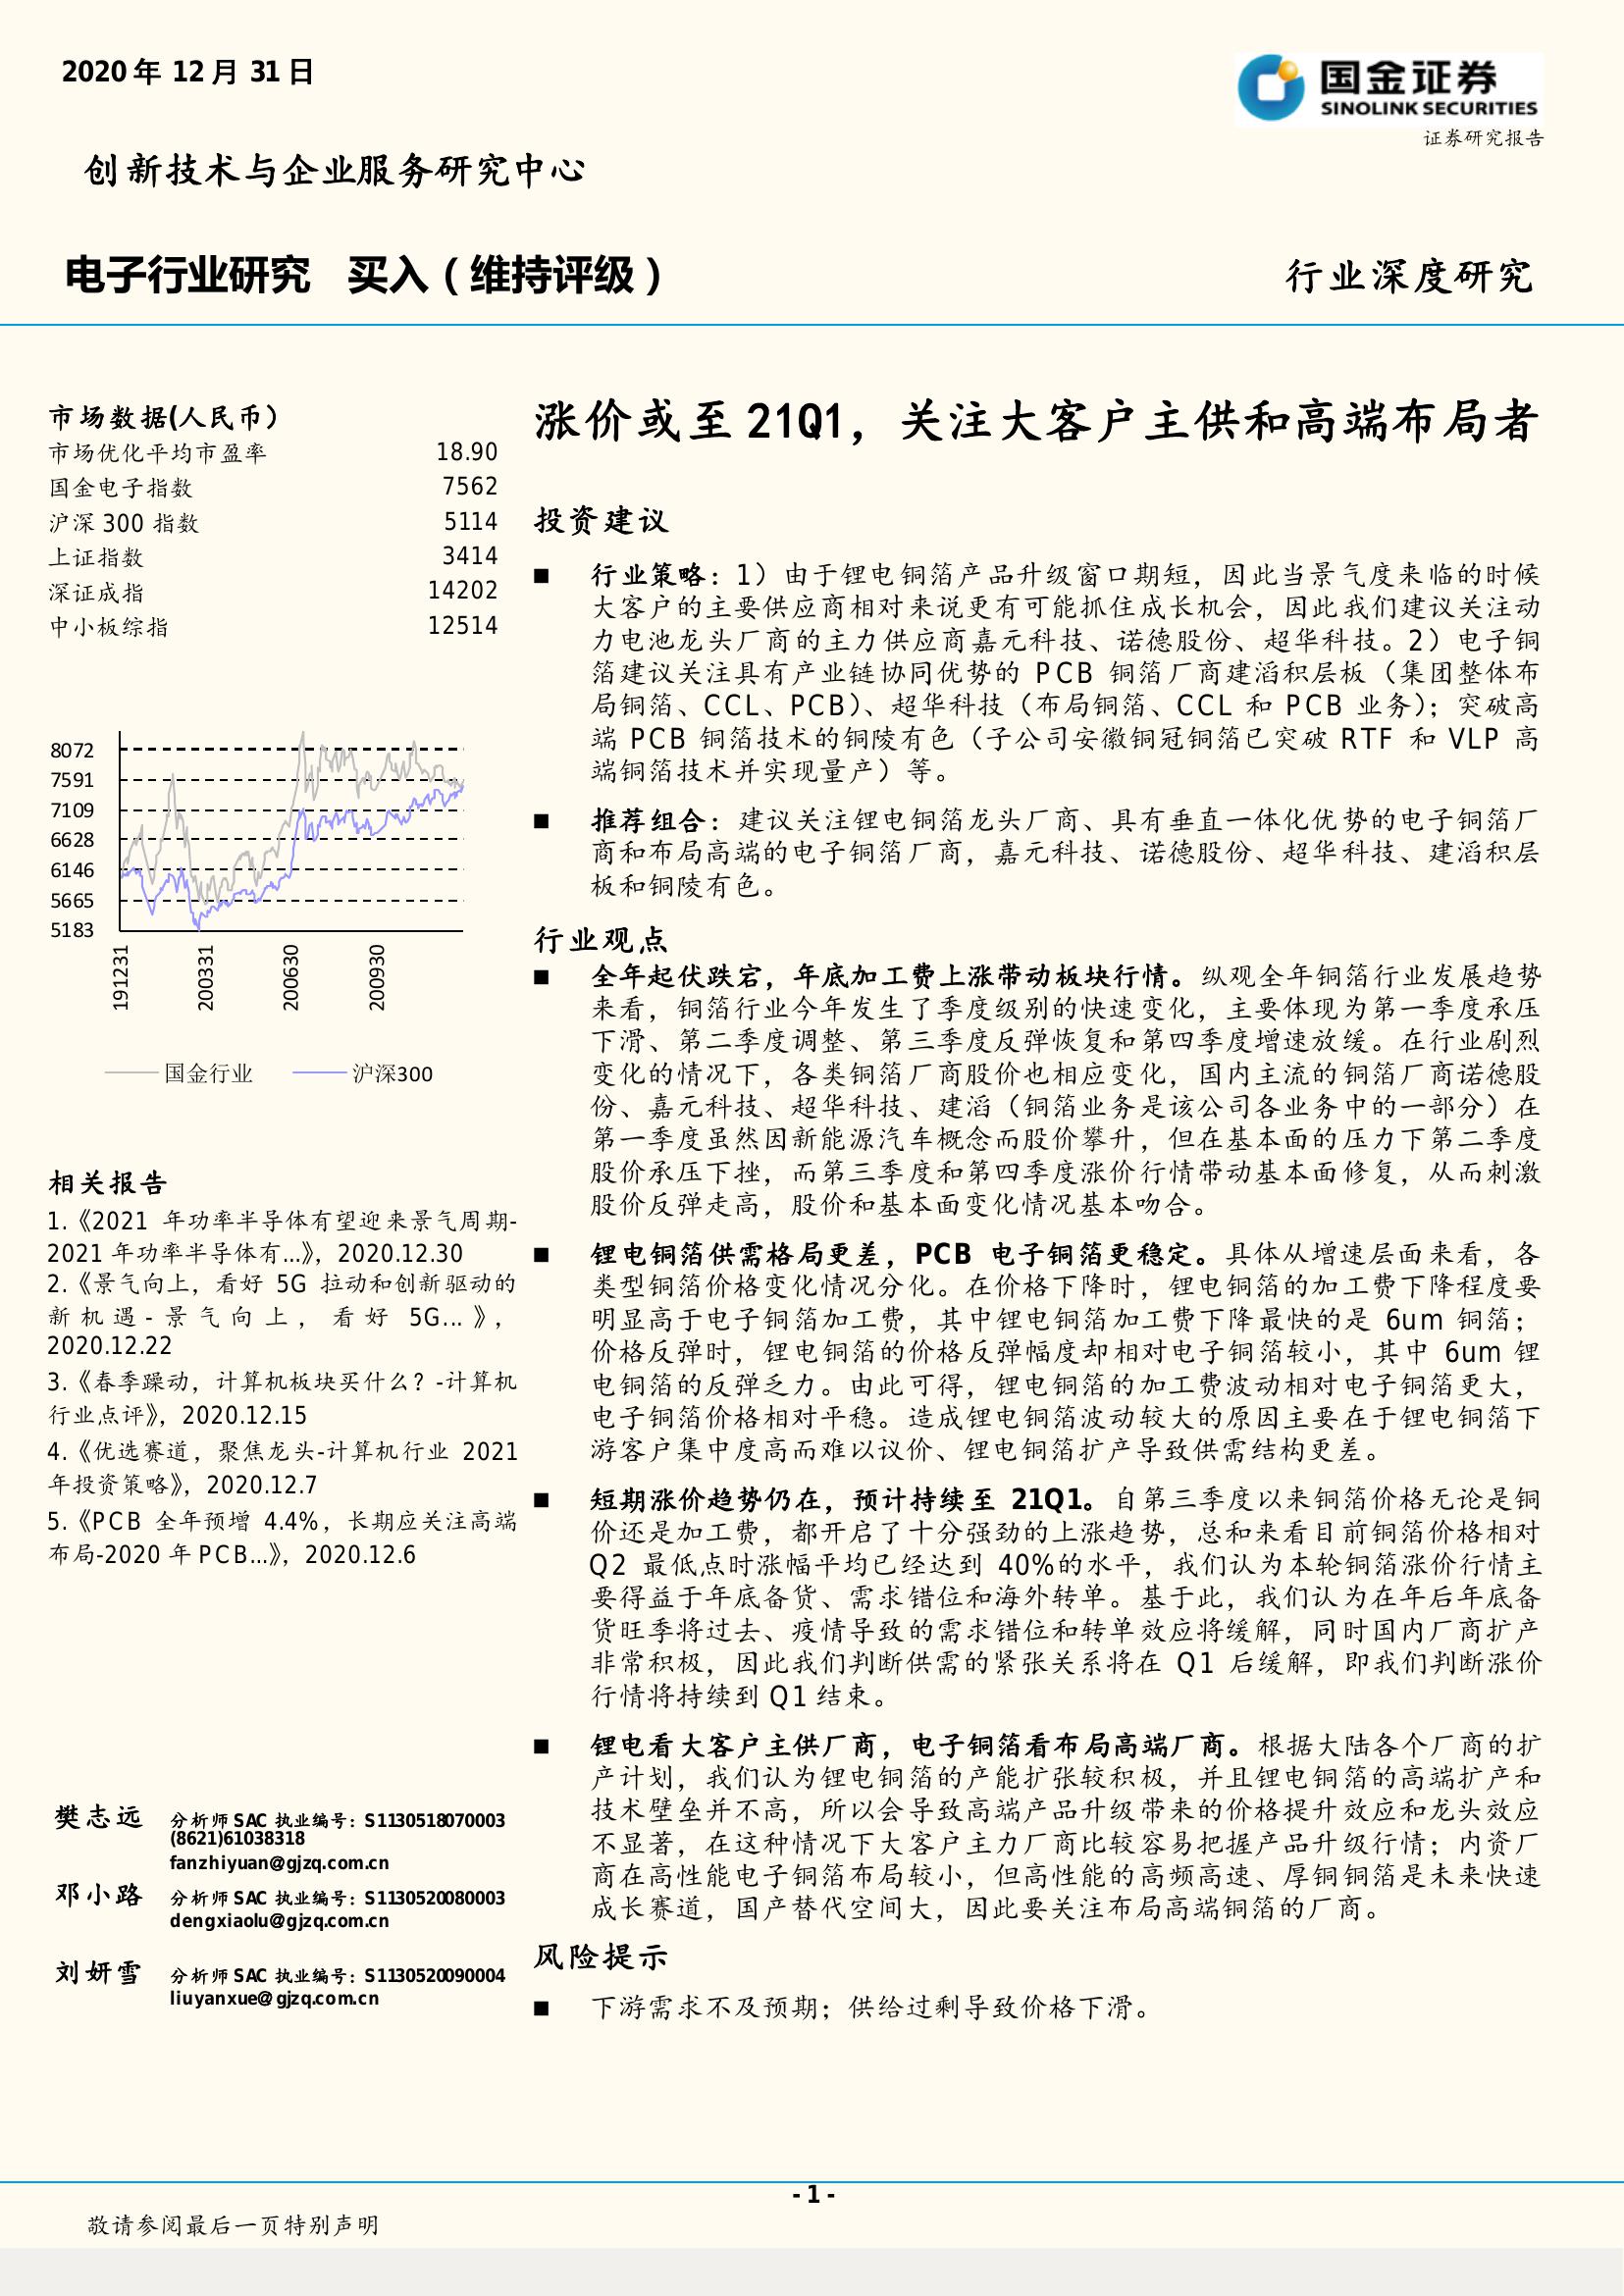 2020年 12月 31日
国金证券
SINOLINK SECURITIES
证券研究报告
创新技术与企业服务研究中心
电子行业研究 买入（维持评级）
行业深度研究
市场数据(人民币）
市场优化平均市盈率 18.90
国金电子指数 7562
沪深 300 指数 5114
上证指数 3414
深证成指 14202
中小板综指 12514
8072
7591
7109
6628
6146
5665
5183
191231
200331
200630
200930
国金行业 沪深300
相关报告
1.《2021 年功率半导体有望迎来景气周期-
2021 年功率半导体有...》，2020.12.30
2.《景气向上，看好 5G 拉动和创新驱动的
新机遇-景气向上，看好 5G...》，
2020.12.22
3.《春季躁动，计算机板块买什么？-计算机
行业点评》，2020.12.15
4.《优选赛道，聚焦龙头-计算机行业 2021
年投资策略》，2020.12.7
5.《PCB 全年预增 4.4%，长期应关注高端
布局-2020 年 PCB...》，2020.12.6
樊志远 分析师 SAC 执业编号：S1130518070003
(8621)61038318
fanzhiyuan@gjzq.com.cn
邓小路 分析师 SAC 执业编号：S1130520080003
dengxiaolu@gjzq.com.cn
刘妍雪 分析师 SAC 执业编号：S1130520090004
liuyanxue@gjzq.com.cn
涨价或至 21Q1，关注大客户主供和高端布局者
投资建议
■ 行业策略：1）由于锂电铜箔产品升级窗口期短，因此当景气度来临的时候
大客户的主要供应商相对来说更有可能抓住成长机会，因此我们建议关注动
力电池龙头厂商的主力供应商嘉元科技、诺德股份、超华科技。2）电子铜
箔建议关注具有产业链协同优势的 PCB 铜箔厂商建滔积层板（集团整体布
局铜箔、CCL、PCB）、超华科技（布局铜箔、CCL 和 PCB 业务）；突破高
端 PCB 铜箔技术的铜陵有色（子公司安徽铜冠铜箔已突破 RTF 和 VLP 高
端铜箔技术并实现量产）等。
■ 推荐组合：建议关注锂电铜箔龙头厂商、具有垂直一体化优势的电子铜箔厂
商和布局高端的电子铜箔厂商，嘉元科技、诺德股份、超华科技、建滔积层
板和铜陵有色。
行业观点
■ 全年起伏跌宕，年底加工费上涨带动板块行情。纵观全年铜箔行业发展趋势
来看，铜箔行业今年发生了季度级别的快速变化，主要体现为第一季度承压
下滑、第二季度调整、第三季度反弹恢复和第四季度增速放缓。在行业剧烈
变化的情况下，各类铜箔厂商股价也相应变化，国内主流的铜箔厂商诺德股
份、嘉元科技、超华科技、建滔（铜箔业务是该公司各业务中的一部分）在
第一季度虽然因新能源汽车概念而股价攀升，但在基本面的压力下第二季度
股价承压下挫，而第三季度和第四季度涨价行情带动基本面修复，从而刺激
股价反弹走高，股价和基本面变化情况基本吻合。
■ 锂电铜箔供需格局更差，PCB 电子铜箔更稳定。具体从增速层面来看，各
类型铜箔价格变化情况分化。在价格下降时，锂电铜箔的加工费下降程度要
明显高于电子铜箔加工费，其中锂电铜箔加工费下降最快的是 6um 铜箔；
价格反弹时，锂电铜箔的价格反弹幅度却相对电子铜箔较小，其中 6um 锂
电铜箔的反弹乏力。由此可得，锂电铜箔的加工费波动相对电子铜箔更大，
电子铜箔价格相对平稳。造成锂电铜箔波动较大的原因主要在于锂电铜箔下
游客户集中度高而难以议价、锂电铜箔扩产导致供需结构更差。
■ 短期涨价趋势仍在，预计持续至 21Q1。自第三季度以来铜箔价格无论是铜
价还是加工费，都开启了十分强劲的上涨趋势，总和来看目前铜箔价格相对
Q2 最低点时涨幅平均已经达到 40%的水平，我们认为本轮铜箔涨价行情主
要得益于年底备货、需求错位和海外转单。基于此，我们认为在年后年底备
货旺季将过去、疫情导致的需求错位和转单效应将缓解，同时国内厂商扩产
非常积极，因此我们判断供需的紧张关系将在 Q1 后缓解，即我们判断涨价
行情将持续到 Q1 结束。
■ 锂电看大客户主供厂商，电子铜箔看布局高端厂商。根据大陆各个厂商的扩
产计划，我们认为锂电铜箔的产能扩张较积极，并且锂电铜箔的高端扩产和
技术壁垒并不高，所以会导致高端产品升级带来的价格提升效应和龙头效应
不显著，在这种情况下大客户主力厂商比较容易把握产品升级行情；内资厂
商在高性能电子铜箔布局较小，但高性能的高频高速、厚铜铜箔是未来快速
成长赛道，国产替代空间大，因此要关注布局高端铜箔的厂商。
风险提示
■ 下游需求不及预期；供给过剩导致价格下滑。
- 1 -
敬请参阅最后一页特别声明